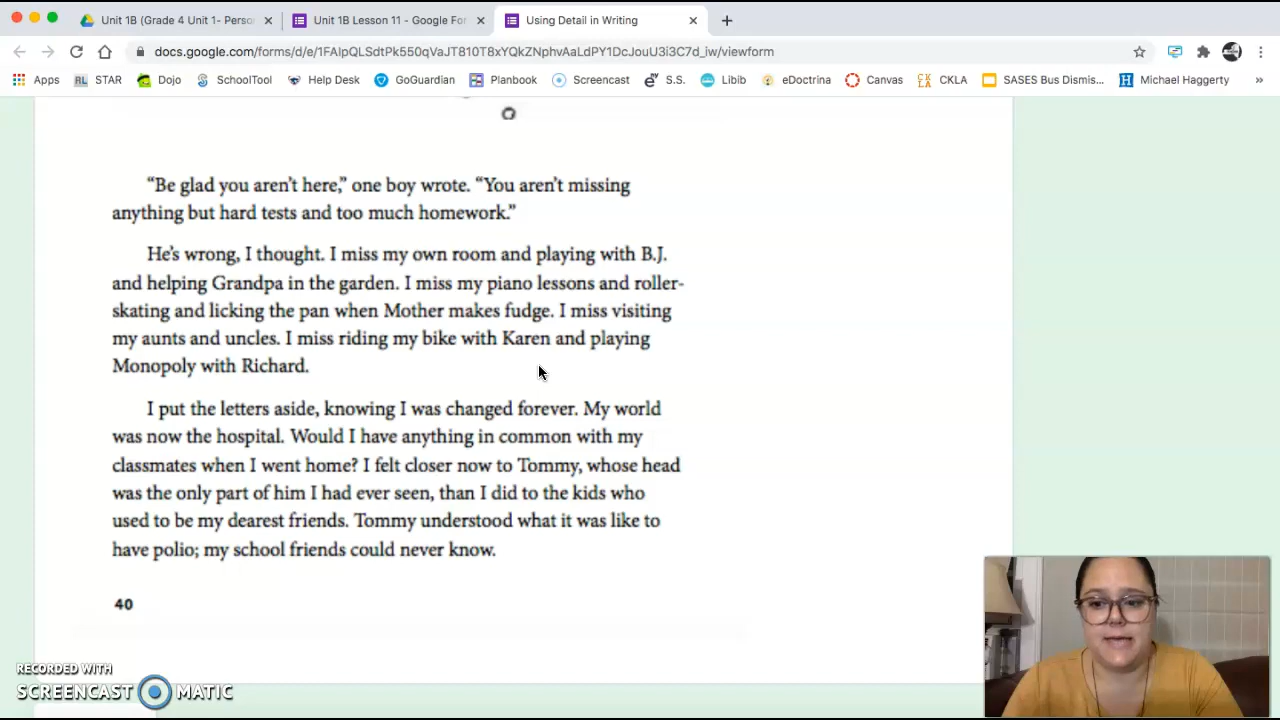 Unit 1B (Grade 4 Unit 1- Perso
Unit 1B Lesson 11 - Google For
Using Detail in Writing
docs.google.com/forms/d/e/1FAIpQLSdtPk550qVaJT810T8xYQkZNphvAaLdPY1DcJouU3i3C7d_iw/viewform
Apps
STAR
Dojo
SchoolTool
Help Desk
GoGuardian
Planbook
Screencast
S.S.
Libib
eDoctrina
Canvas
CKLA
SASES Bus Dismis...
Michael Haggerty
»
“Be glad you aren’t here,” one boy wrote. “You aren’t missing
anything but hard tests and too much homework.”
He’s wrong, I thought. I miss my own room and playing with B.J.
and helping Grandpa in the garden. I miss my piano lessons and roller-
skating and licking the pan when Mother makes fudge. I miss visiting
my aunts and uncles. I miss riding my bike with Karen and playing
Monopoly with Richard.
I put the letters aside, knowing I was changed forever. My world
was now the hospital. Would I have anything in common with my
classmates when I went home? I felt closer now to Tommy, whose head
was the only part of him I had ever seen, than I did to the kids who
used to be my dearest friends. Tommy understood what it was like to
have polio; my school friends could never know.
40
RECORDED WITH
SCREENCAST MATIC